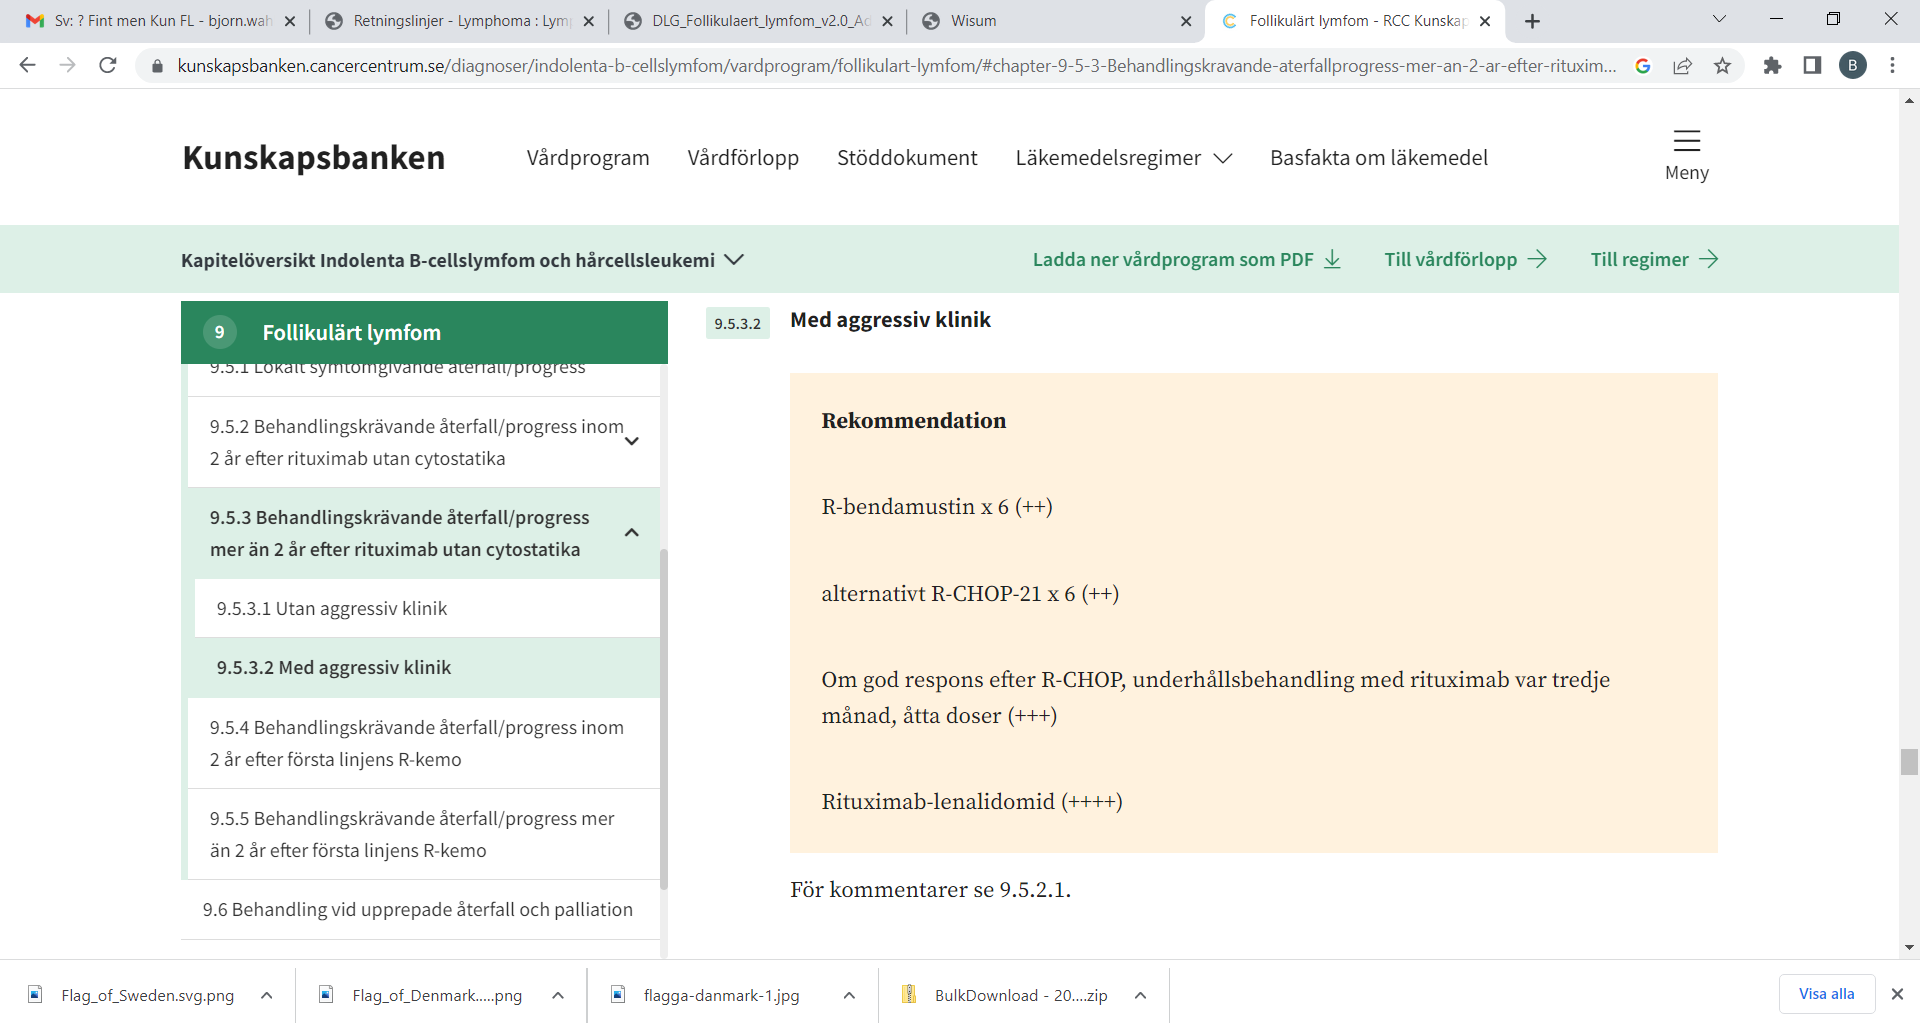 Sv: ? Fint men Kun FL - bjorn.wah
Retningslinjer - Lymphoma : Lymp
DLG_Follikulaert_lymfom_v2.0_Ad
Wisum
Follikulärt lymfom - RCC Kunskap
kunskapsbanken.cancercentrum.se/diagnoser/indolenta-b-cellslymfom/vardprogram/follikulart-lymfom/#chapter-9-5-3-Behandlingskravande-aterfallprogress-mer-an-2-ar-efter-rituxim...
B
Kunskapsbanken
Vårdprogram
Vårdförlopp
Stöddokument
Läkemedelsregimer
Basfakta om läkemedel
Meny
Kapitelöversikt Indolenta B-cellslymfom och hårcellsleukemi
Ladda ner vårdprogram som PDF
Till vårdförlopp
Till regimer
9 Follikulärt lymfom
9.5.1 Lokalt symtomgivande återfall/progress
9.5.2 Behandlingskrävande återfall/progress inom
2 år efter rituximab utan cytostatika
9.5.3 Behandlingskrävande återfall/progress
mer än 2 år efter rituximab utan cytostatika
9.5.3.1 Utan aggressiv klinik
9.5.3.2 Med aggressiv klinik
9.5.4 Behandlingskrävande återfall/progress inom
2 år efter första linjens R-kemo
9.5.5 Behandlingskrävande återfall/progress mer
än 2 år efter första linjens R-kemo
9.6 Behandling vid upprepade återfall och palliation
9.5.3.2 Med aggressiv klinik
Rekommendation
R-bendamustin x 6 (++)
alternativt R-CHOP-21 x 6 (++)
Om god respons efter R-CHOP, underhållsbehandling med rituximab var tredje
månad, åtta doser (+++)
Rituximab-lenalidomid (++++)
För kommentarer se 9.5.2.1.
Flag_of_Sweden.svg.png
Flag_of_Denmark.....png
flagga-danmark-1.jpg
BulkDownload - 20....zip
Visa alla